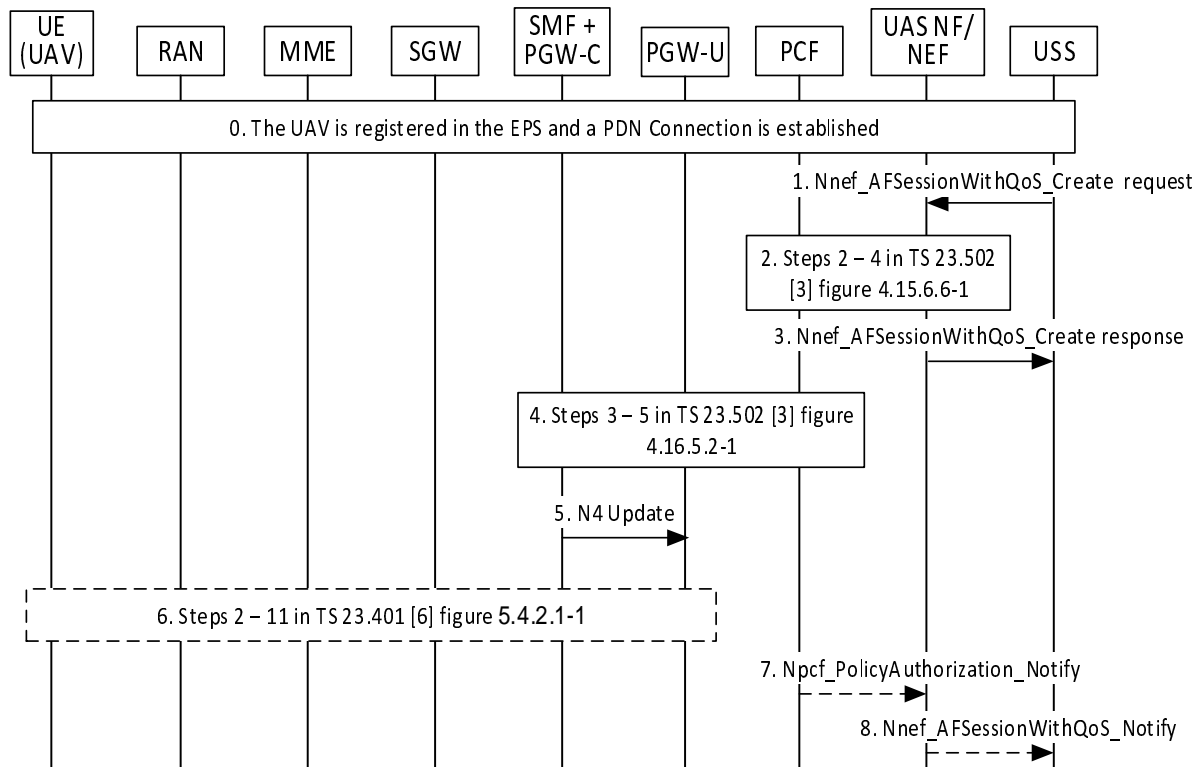 UE
(UAV)
RAN
MME
SGW
SMF +
PGW-C
PGW-U
PCF
UAS NF/
NEF
USS
0. The UAV is registered in the EPS and a PDN Connection is established
1. Nnef_AFSessionWithQoS_Create request
2. Steps 2 – 4 in TS 23.502
[3] figure 4.15.6.6-1
3. Nnef_AFSessionWithQoS_Create response
4. Steps 3 – 5 in TS 23.502 [3] figure
4.16.5.2-1
5. N4 Update
6. Steps 2 – 11 in TS 23.401 [6] figure 5.4.2.1-1
7. Npcf_PolicyAuthorization_Notify
8. Nnef_AFSessionWithQoS_Notify